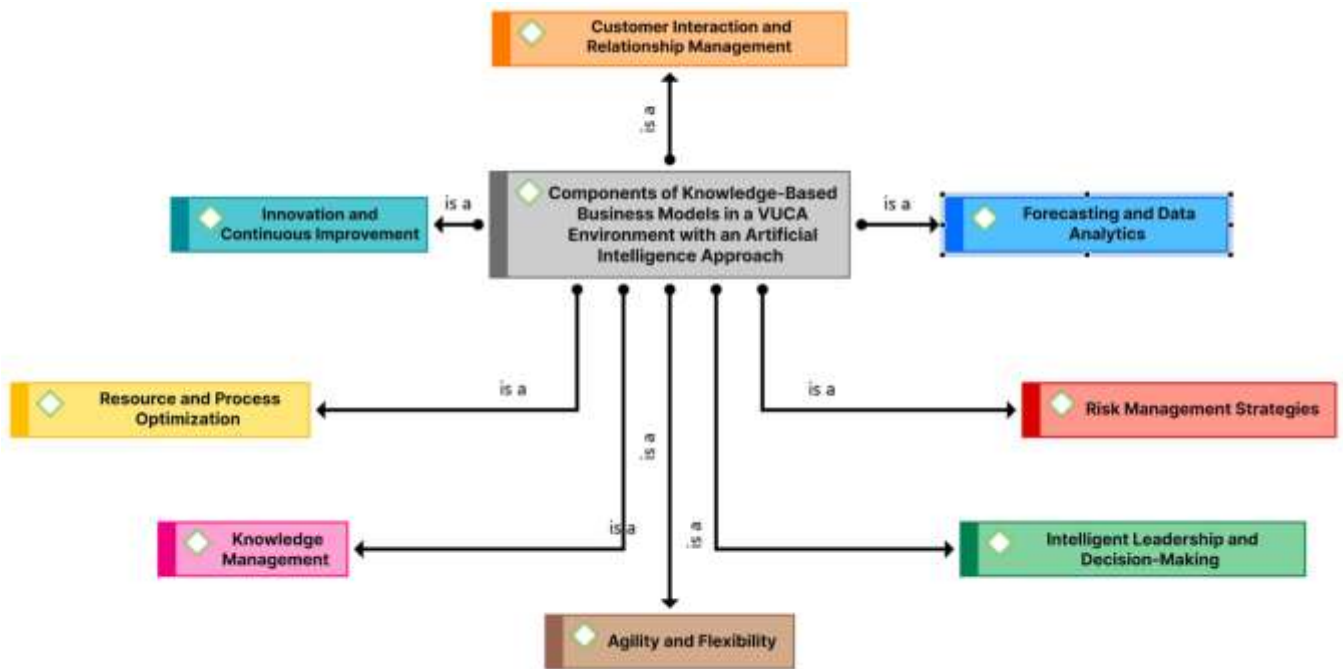 Customer Interaction and
Relationship Management
is a
Components of Knowledge-Based
Business Models in a VUCA
Environment with an Artificial
Intelligence Approach
is a
Innovation and
Continuous Improvement
is a
Forecasting and Data
Analytics
is a
Resource and Process
Optimization
is a
Risk Management Strategies
is a
is a
Knowledge
Management
is a
Intelligent Leadership and
Decision-Making
is a
Agility and Flexibility